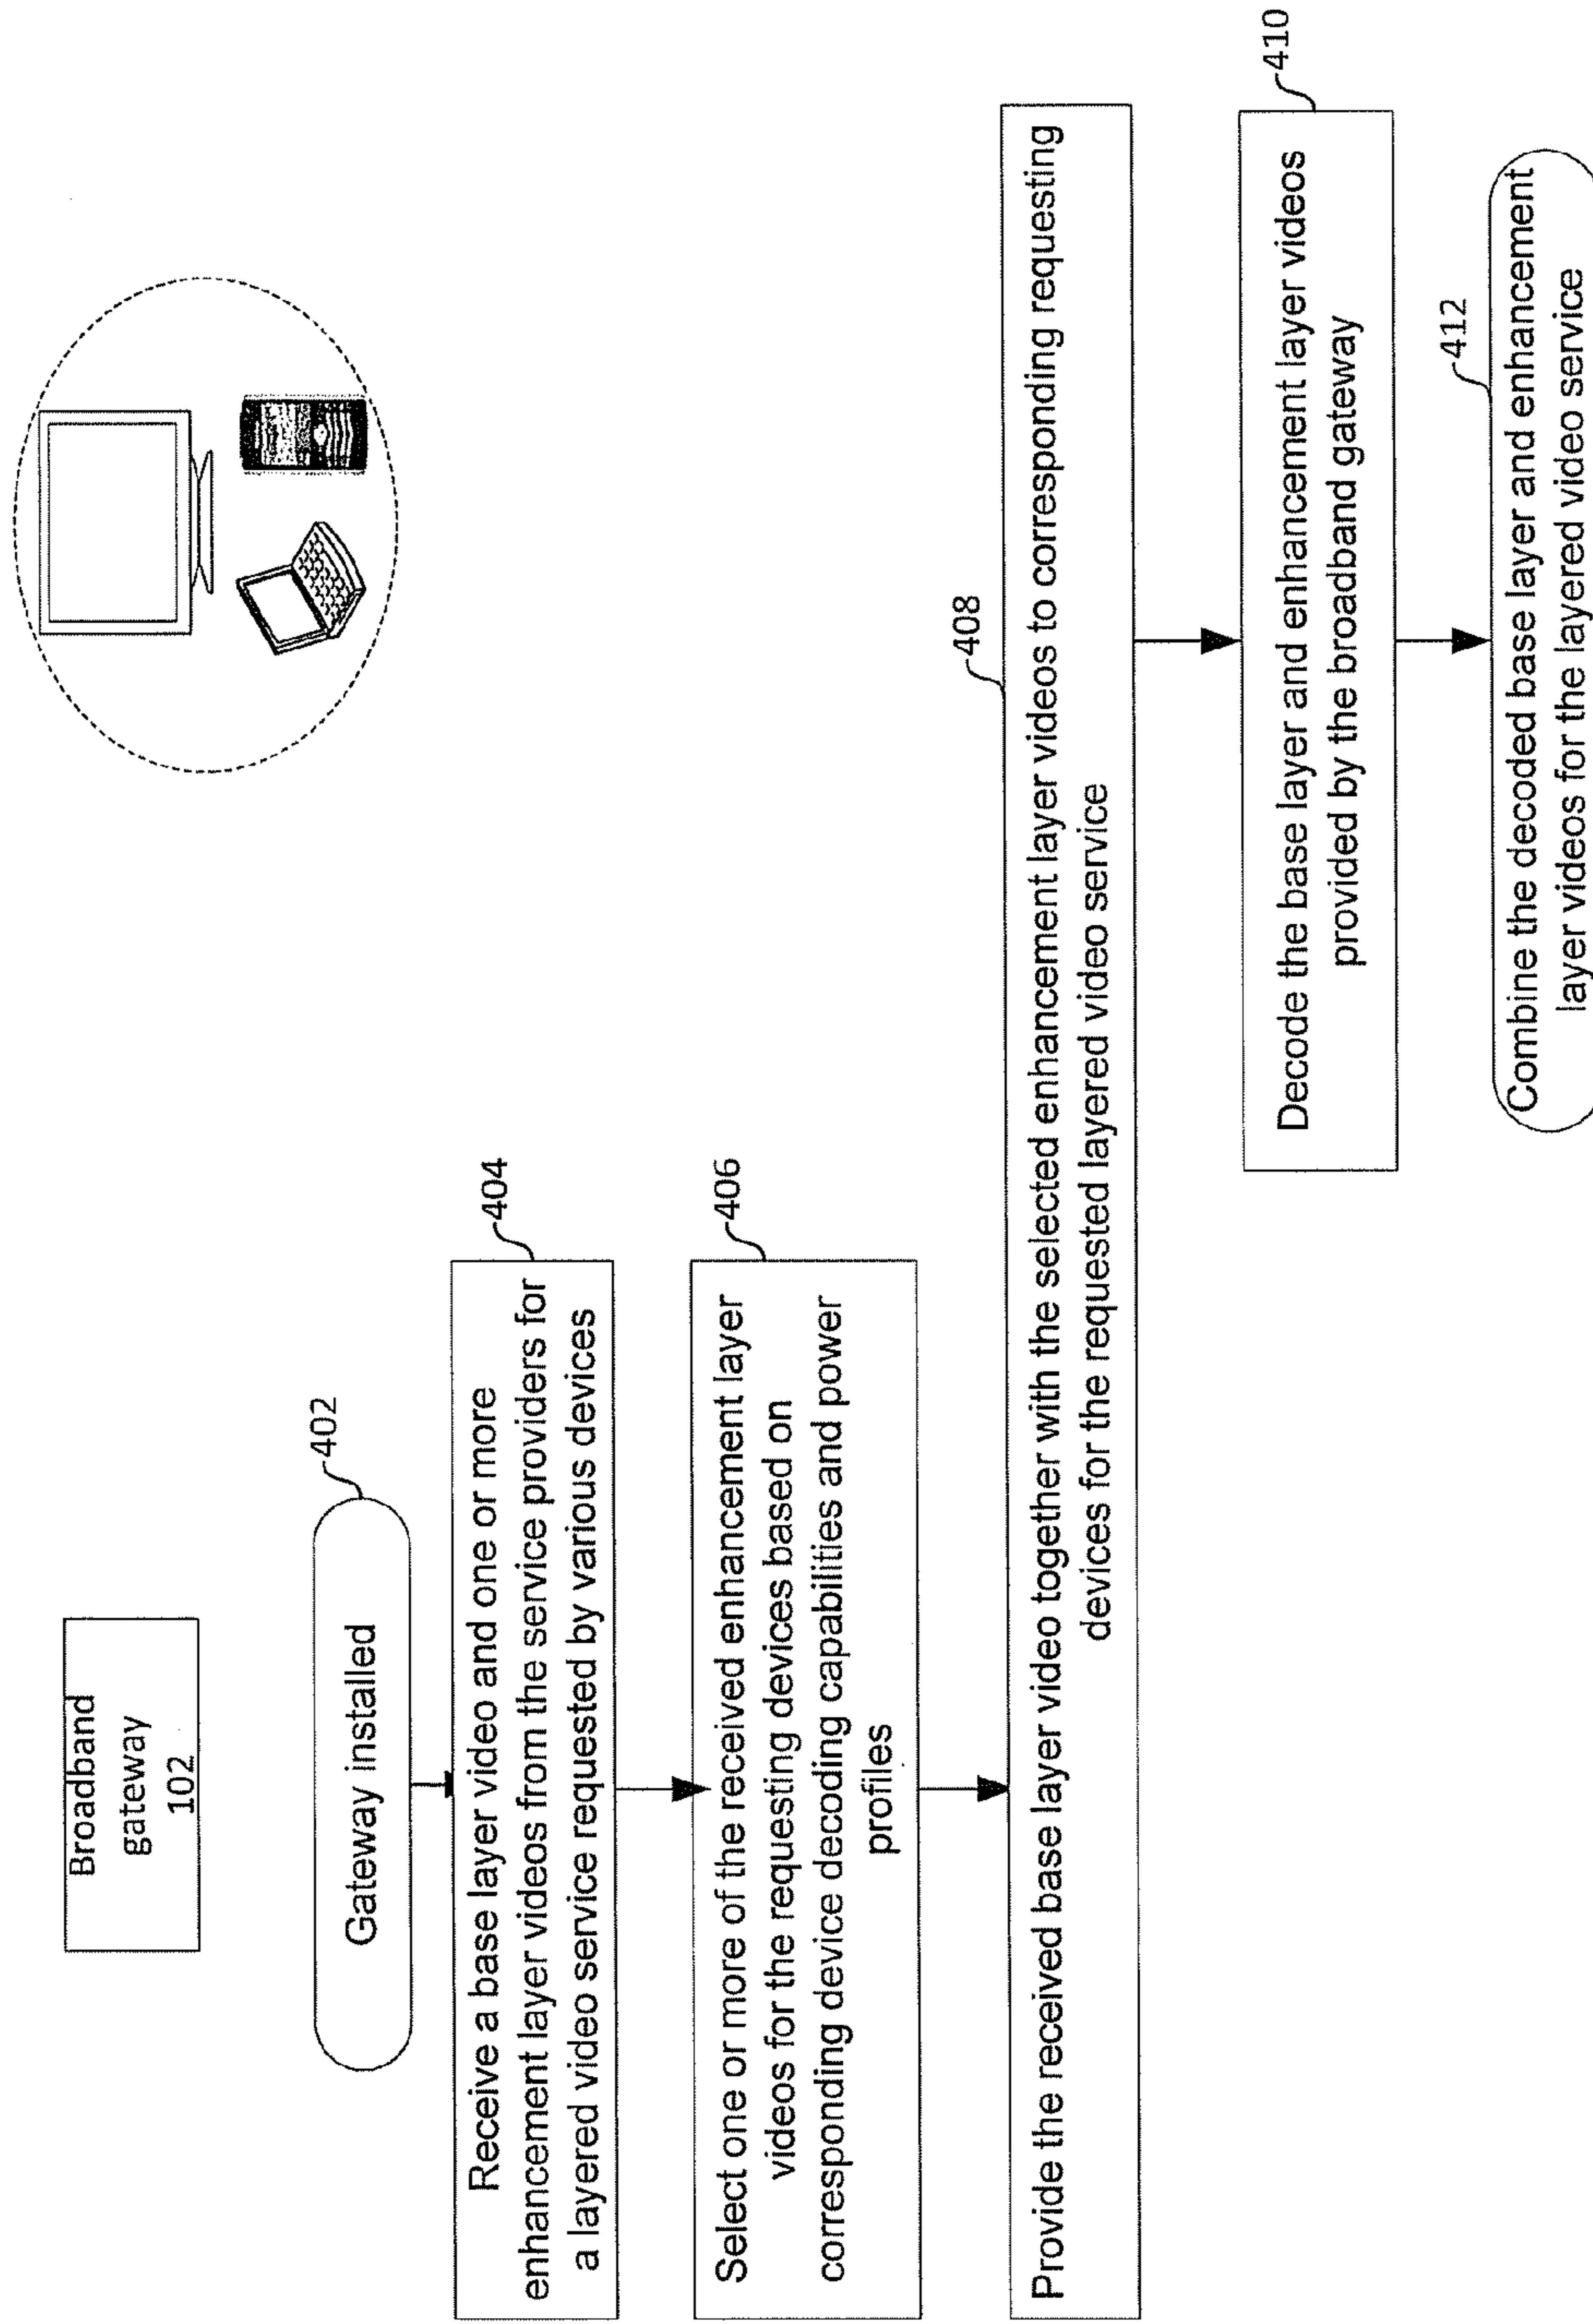 Broadband
gateway
102
402
Gateway installed
404
Receive a base layer video and one or more
enhancement layer videos from the service providers for
a layered video service requested by various devices
406
Select one or more of the received enhancement layer
videos for the requesting devices based on
corresponding device decoding capabilities and power
profiles
408
Provide the received base layer video together with the selected enhancement layer videos to corresponding requesting
devices for the requested layered video service
410
Decode the base layer and enhancement layer videos
provided by the broadband gateway
412
Combine the decoded base layer and enhancement
layer videos for the layered video service